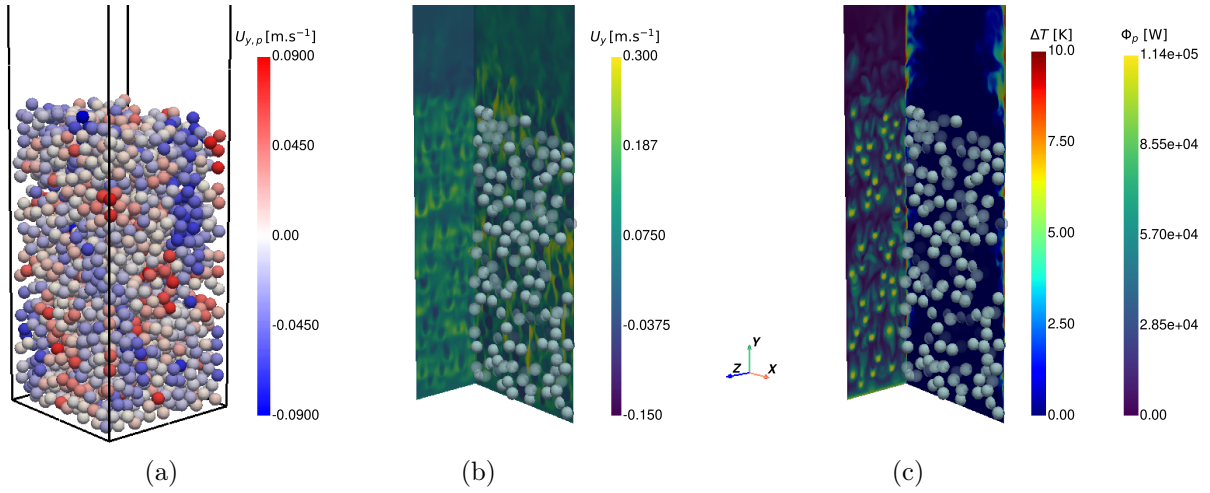 U_{y,p} [m.s⁻¹]
0.0900
0.0450
0.00
-0.0450
-0.0900
(a)
U_y [m.s⁻¹]
0.300
0.187
0.0750
-0.0375
-0.150
(b)
Y
Z
X
ΔT [K]
10.0
7.50
5.00
2.50
0.00
Φ_p [W]
1.14e+05
8.55e+04
5.70e+04
2.85e+04
0.00
(c)